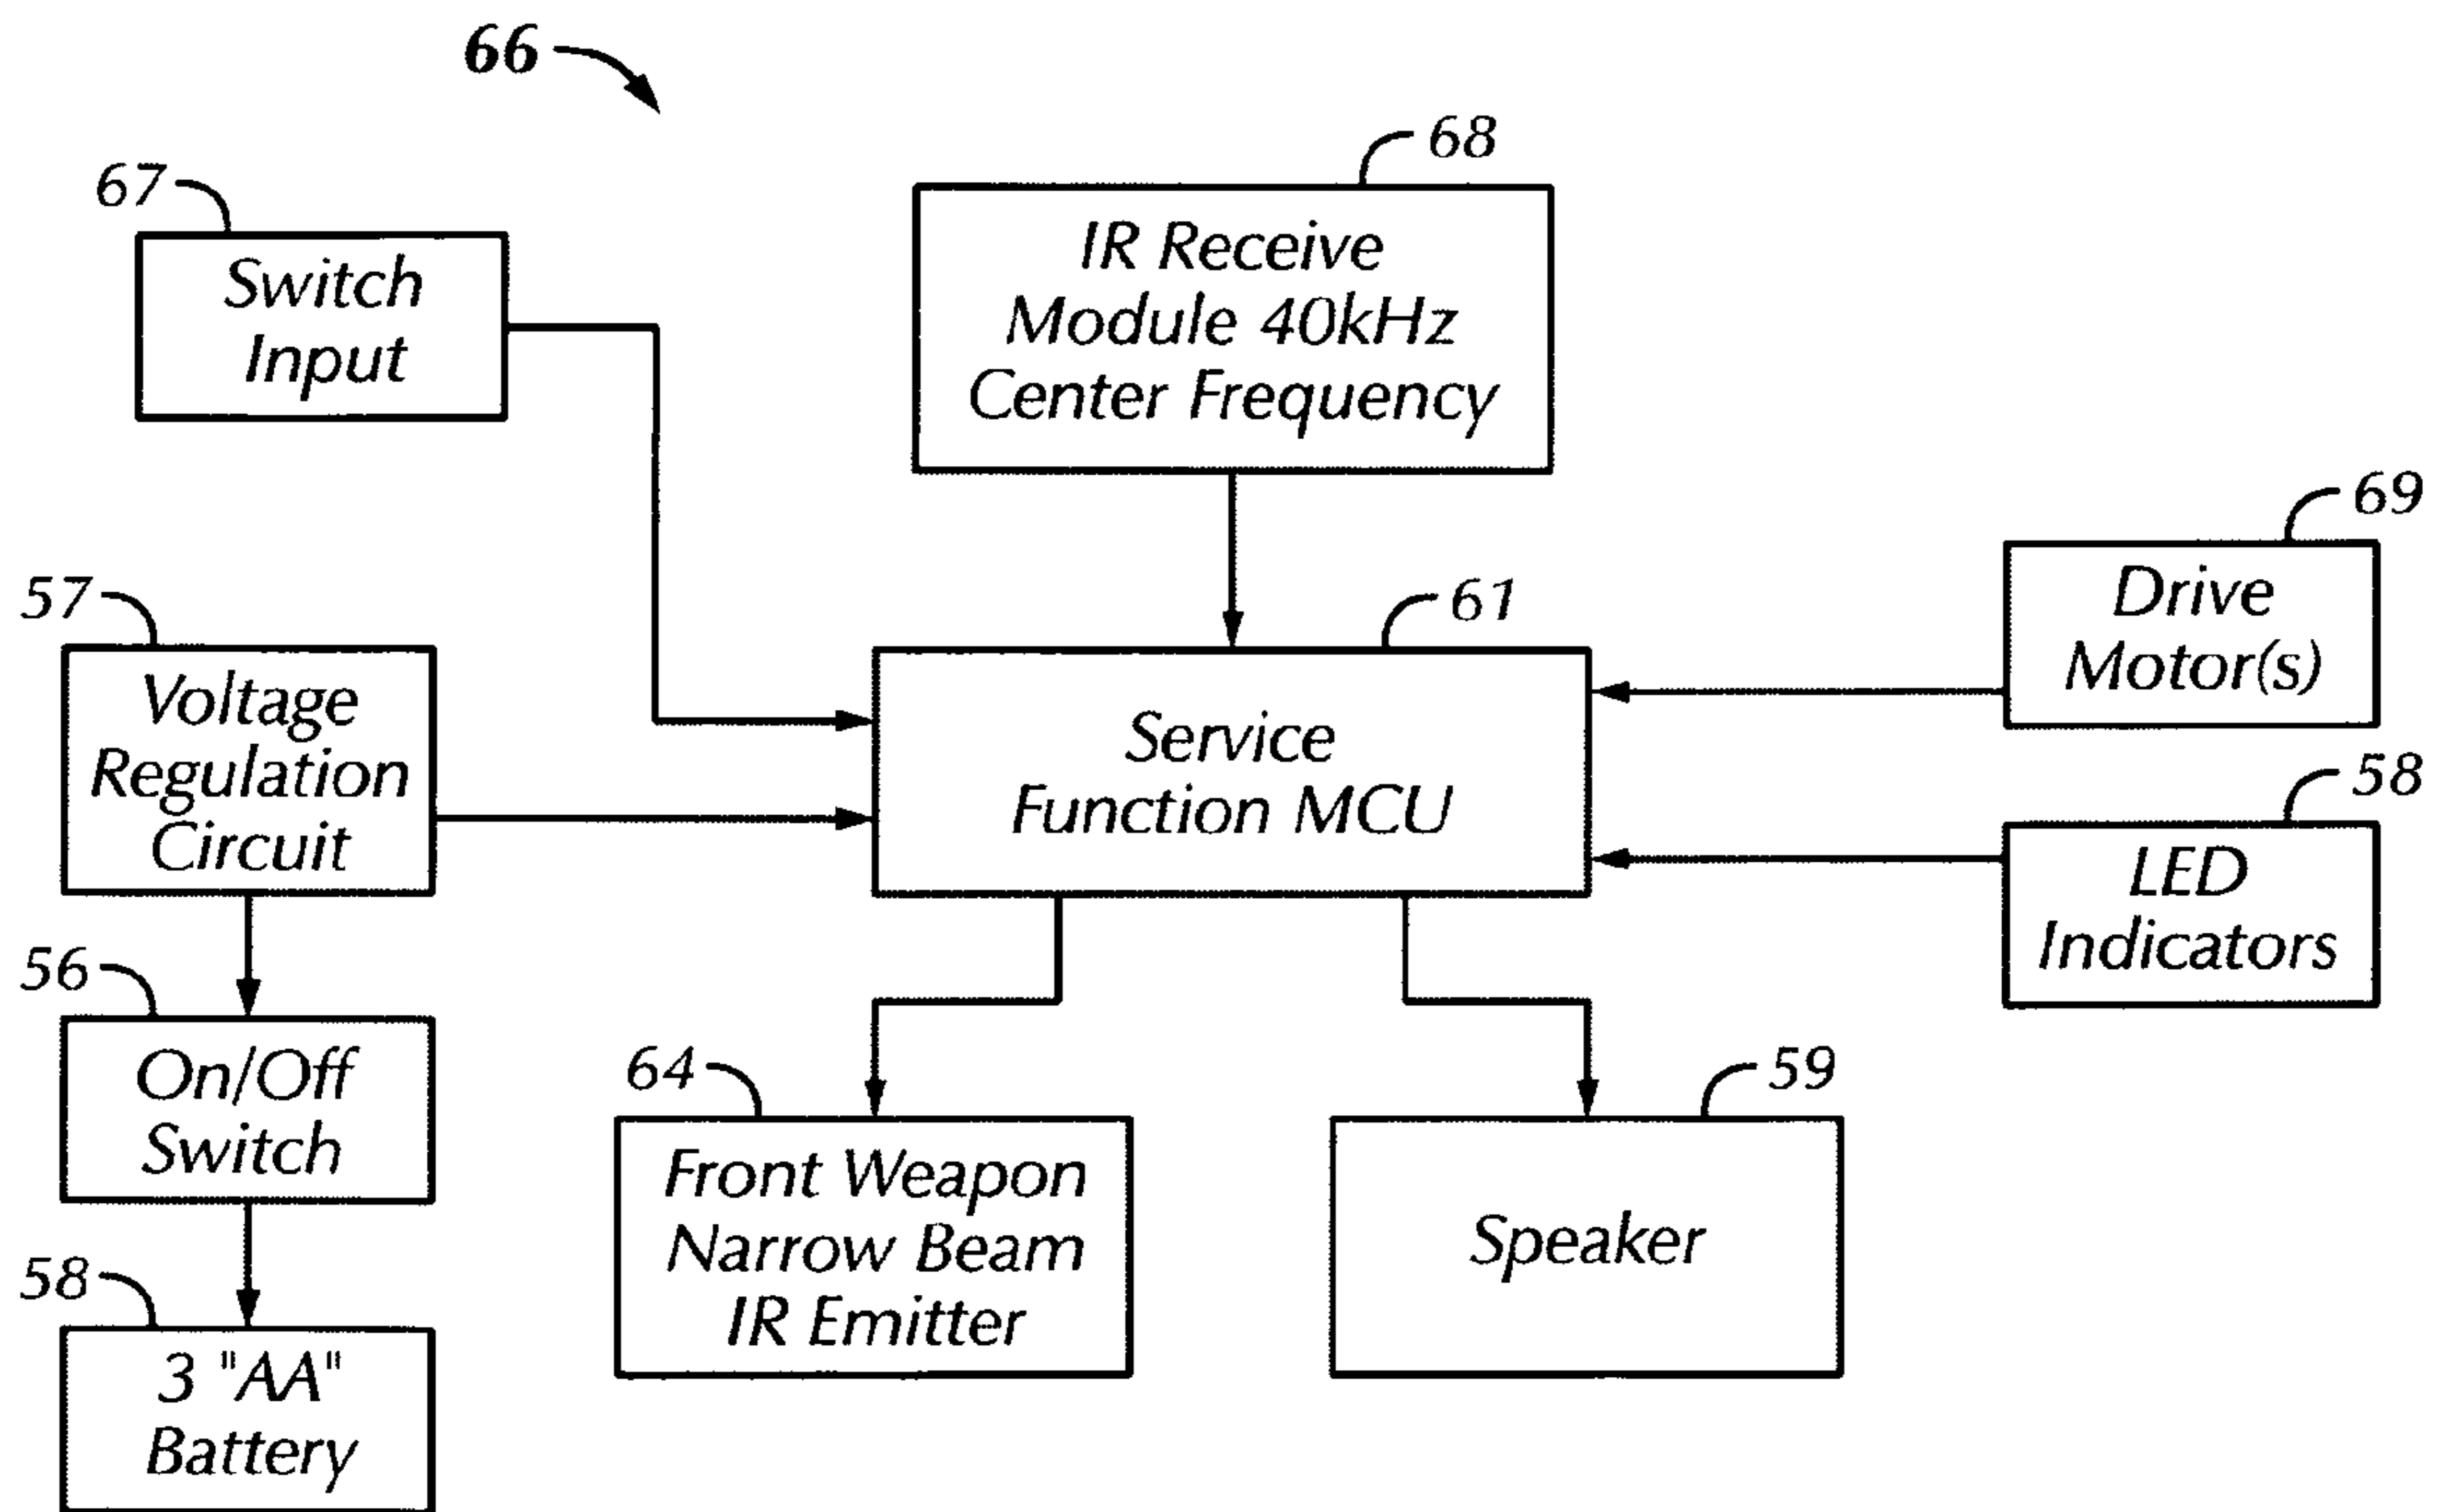 66
67
Switch
Input
68
IR Receive
Module 40kHz
Center Frequency
69
Drive
Motor(s)
57
Voltage
Regulation
Circuit
61
Service
Function MCU
58
LED
Indicators
56
On/Off
Switch
64
Front Weapon
Narrow Beam
IR Emitter
59
Speaker
58
3 "AA"
Battery